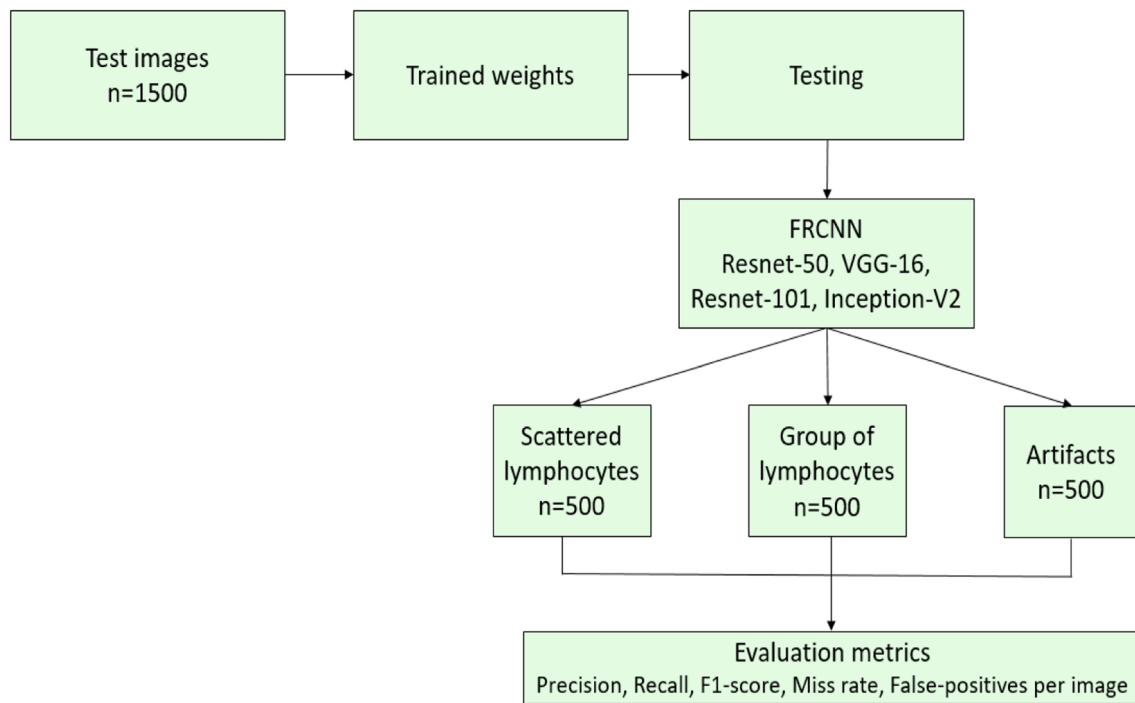 Test images
n=1500
Trained weights
Testing
FRCNN
Resnet-50, VGG-16,
Resnet-101, Inception-V2
Scattered
lymphocytes
n=500
Group of
lymphocytes
n=500
Artifacts
n=500
Evaluation metrics
Precision, Recall, F1-score, Miss rate, False-positives per image